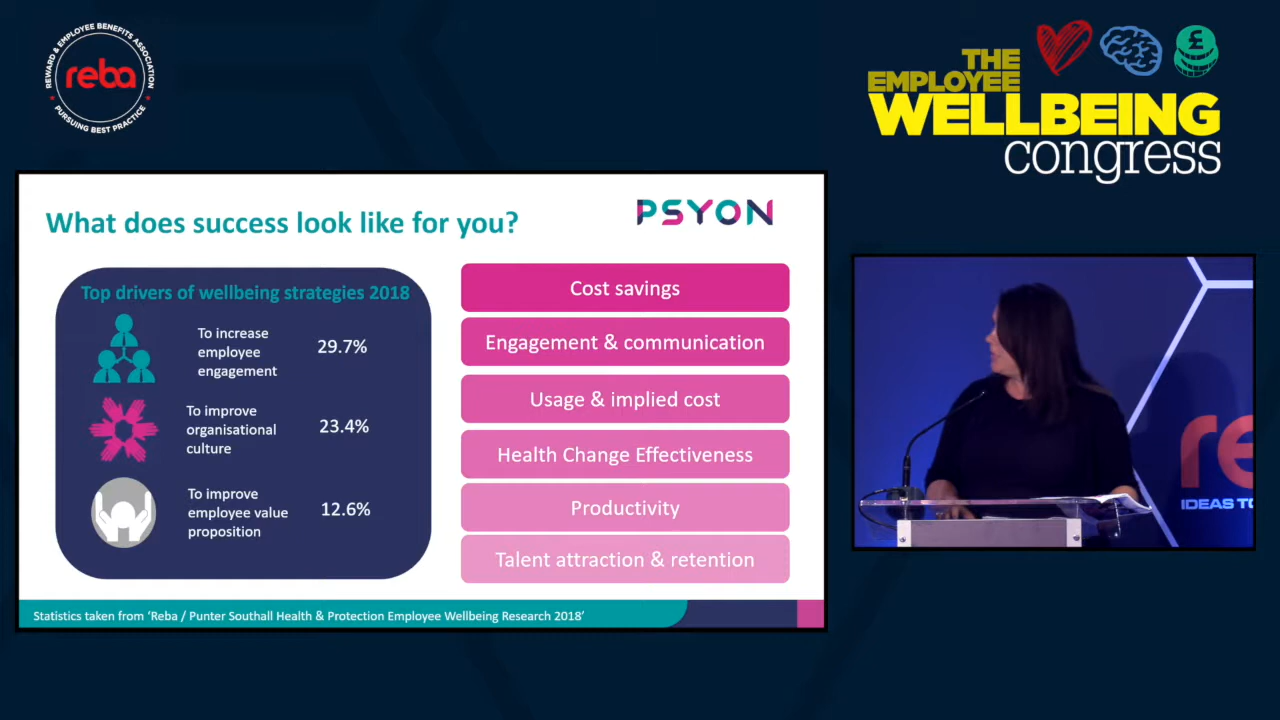 REWARD & EMPLOYEE BENEFITS ASSOCIATION
reba
PURSUING BEST PRACTICE
THE
EMPLOYEE
WELLBEING
congress
£
What does success look like for you?
PSYON
Top drivers of wellbeing strategies 2018
To increase
employee
engagement
29.7%
To improve
organisational
culture
23.4%
To improve
employee value
proposition
12.6%
Cost savings
Engagement & communication
Usage & implied cost
Health Change Effectiveness
Productivity
Talent attraction & retention
Statistics taken from ‘Reba / Punter Southall Health & Protection Employee Wellbeing Research 2018’
re
IDEAS TO